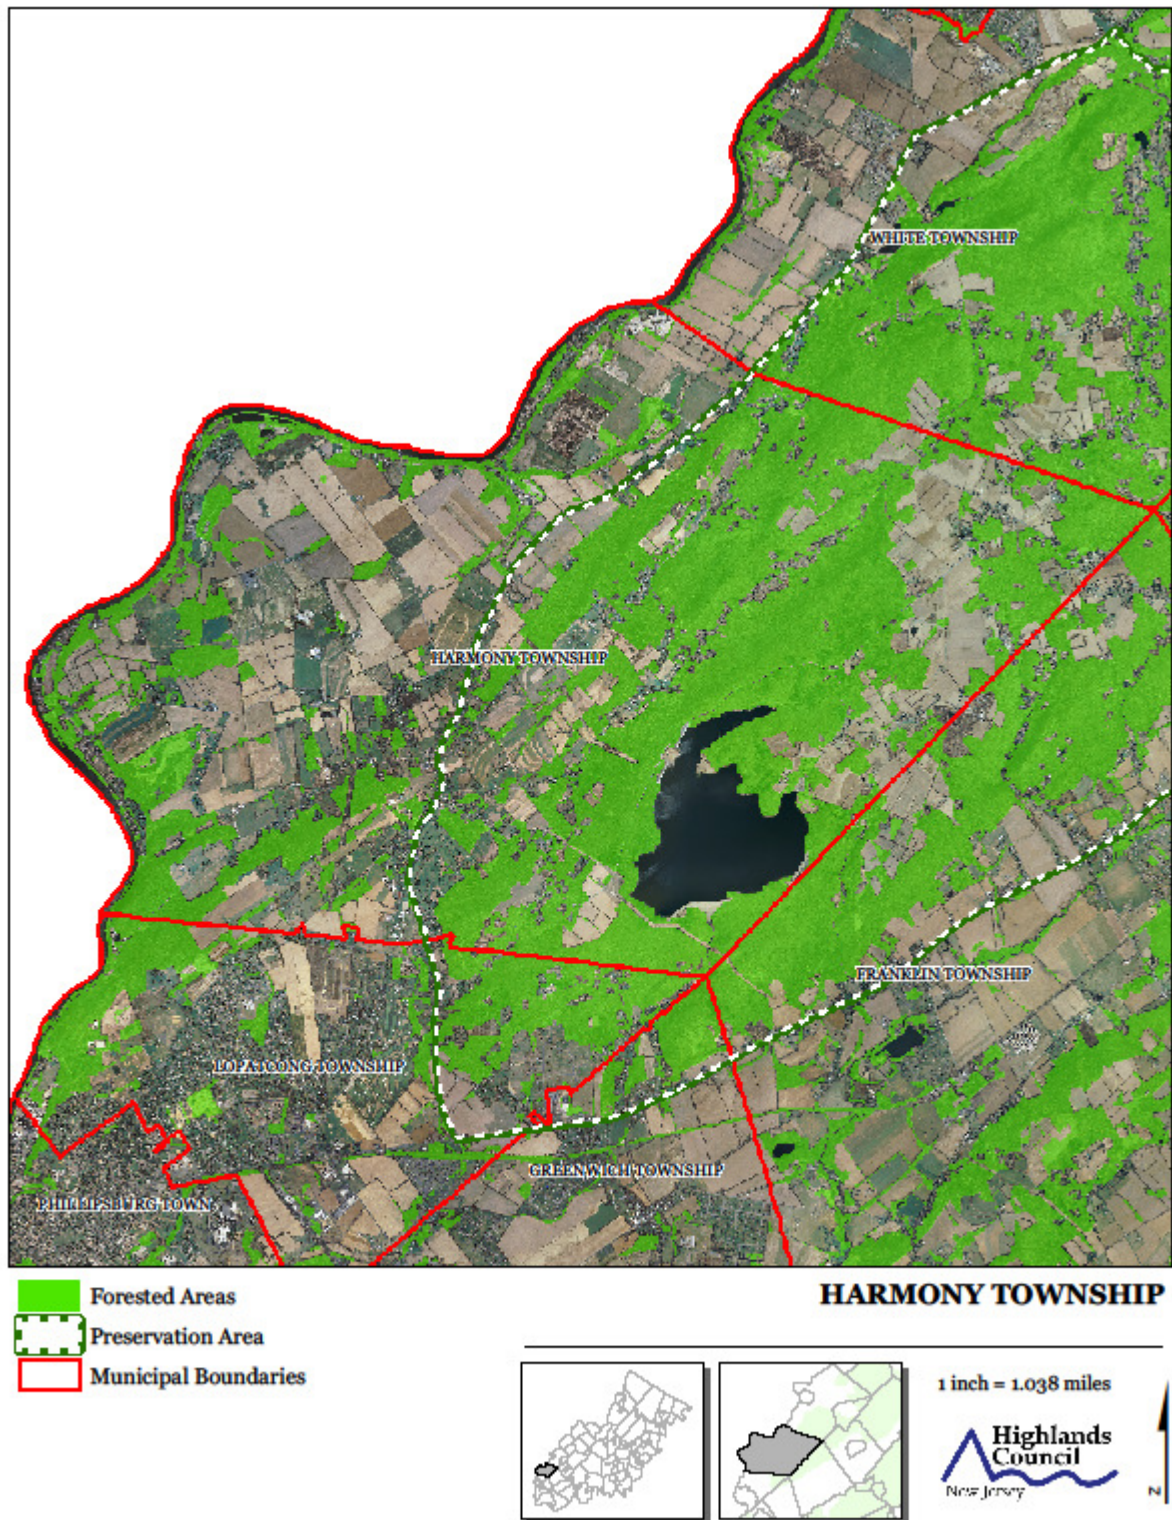 WHITE TOWNSHIP
HARMONY TOWNSHIP
FRANKLIN TOWNSHIP
LOPATCONG TOWNSHIP
GREENWICH TOWNSHIP
PHILLIPSBURG TOWN
Forested Areas
Preservation Area
Municipal Boundaries
HARMONY TOWNSHIP
1 inch = 1.038 miles
Highlands
Council
New Jersey
N